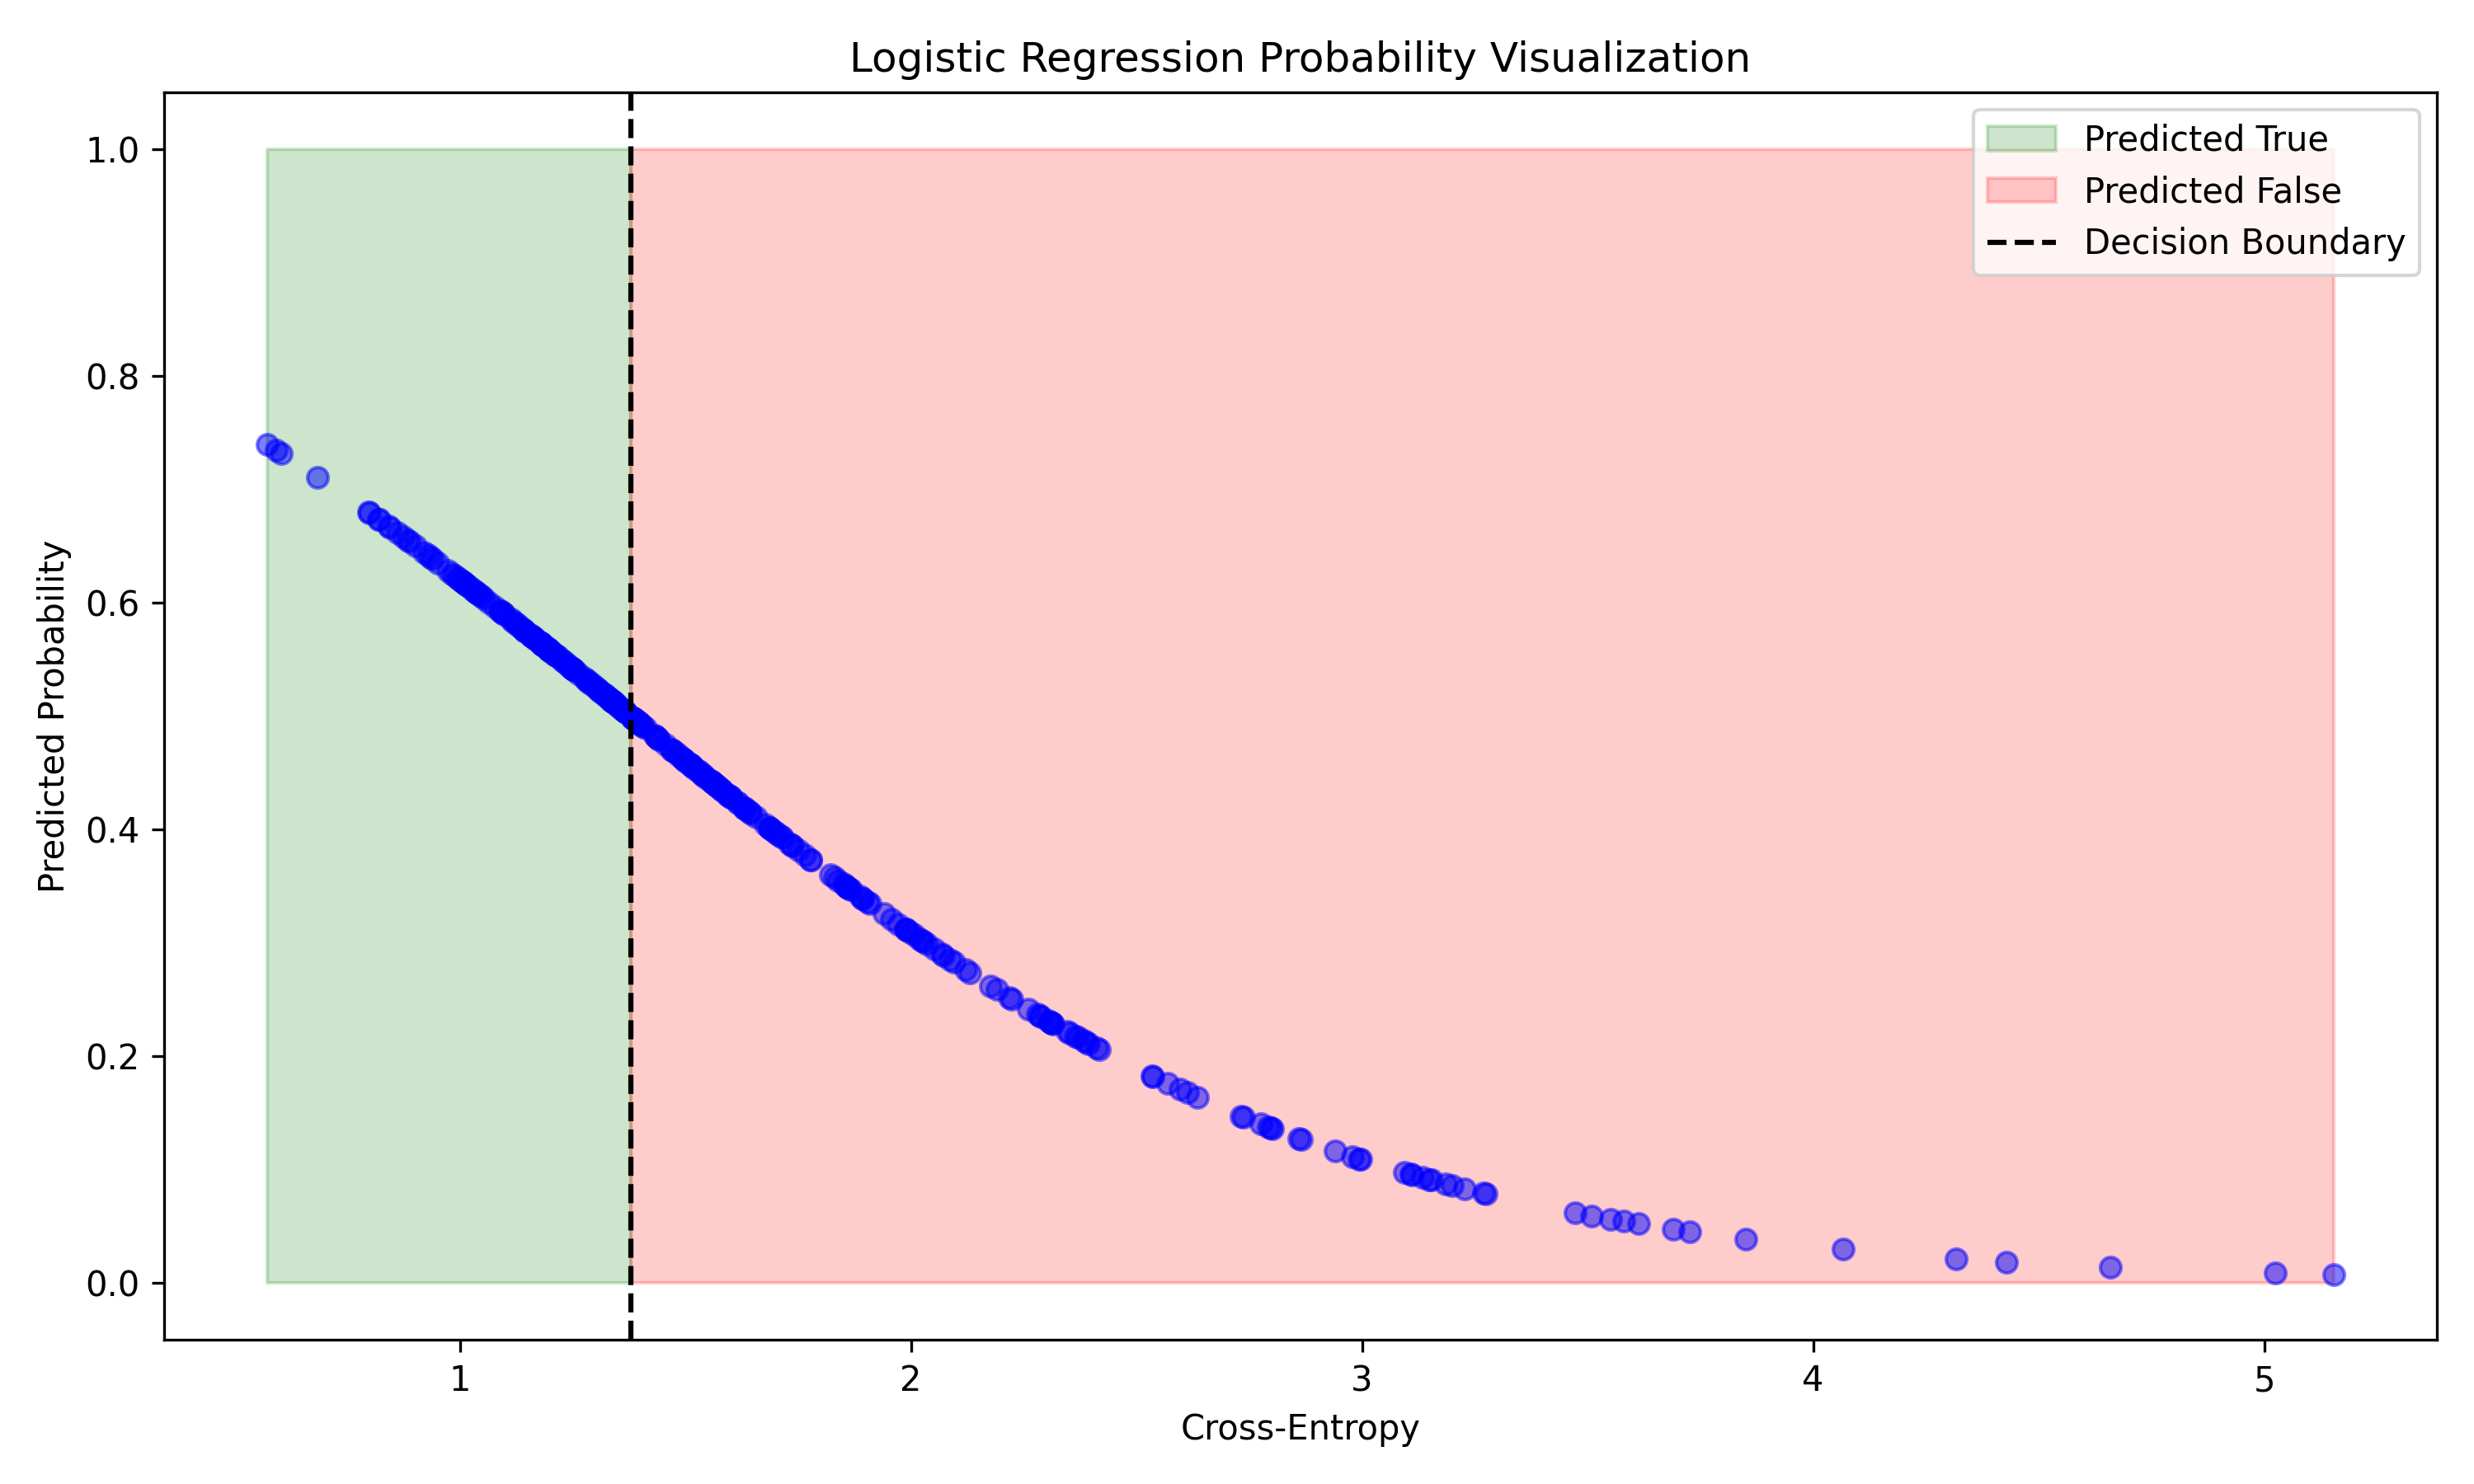 Logistic Regression Probability Visualization
Predicted True
Predicted False
Decision Boundary
Predicted Probability
1.0
0.8
0.6
0.4
0.2
0.0
1 2 3 4 5
Cross-Entropy